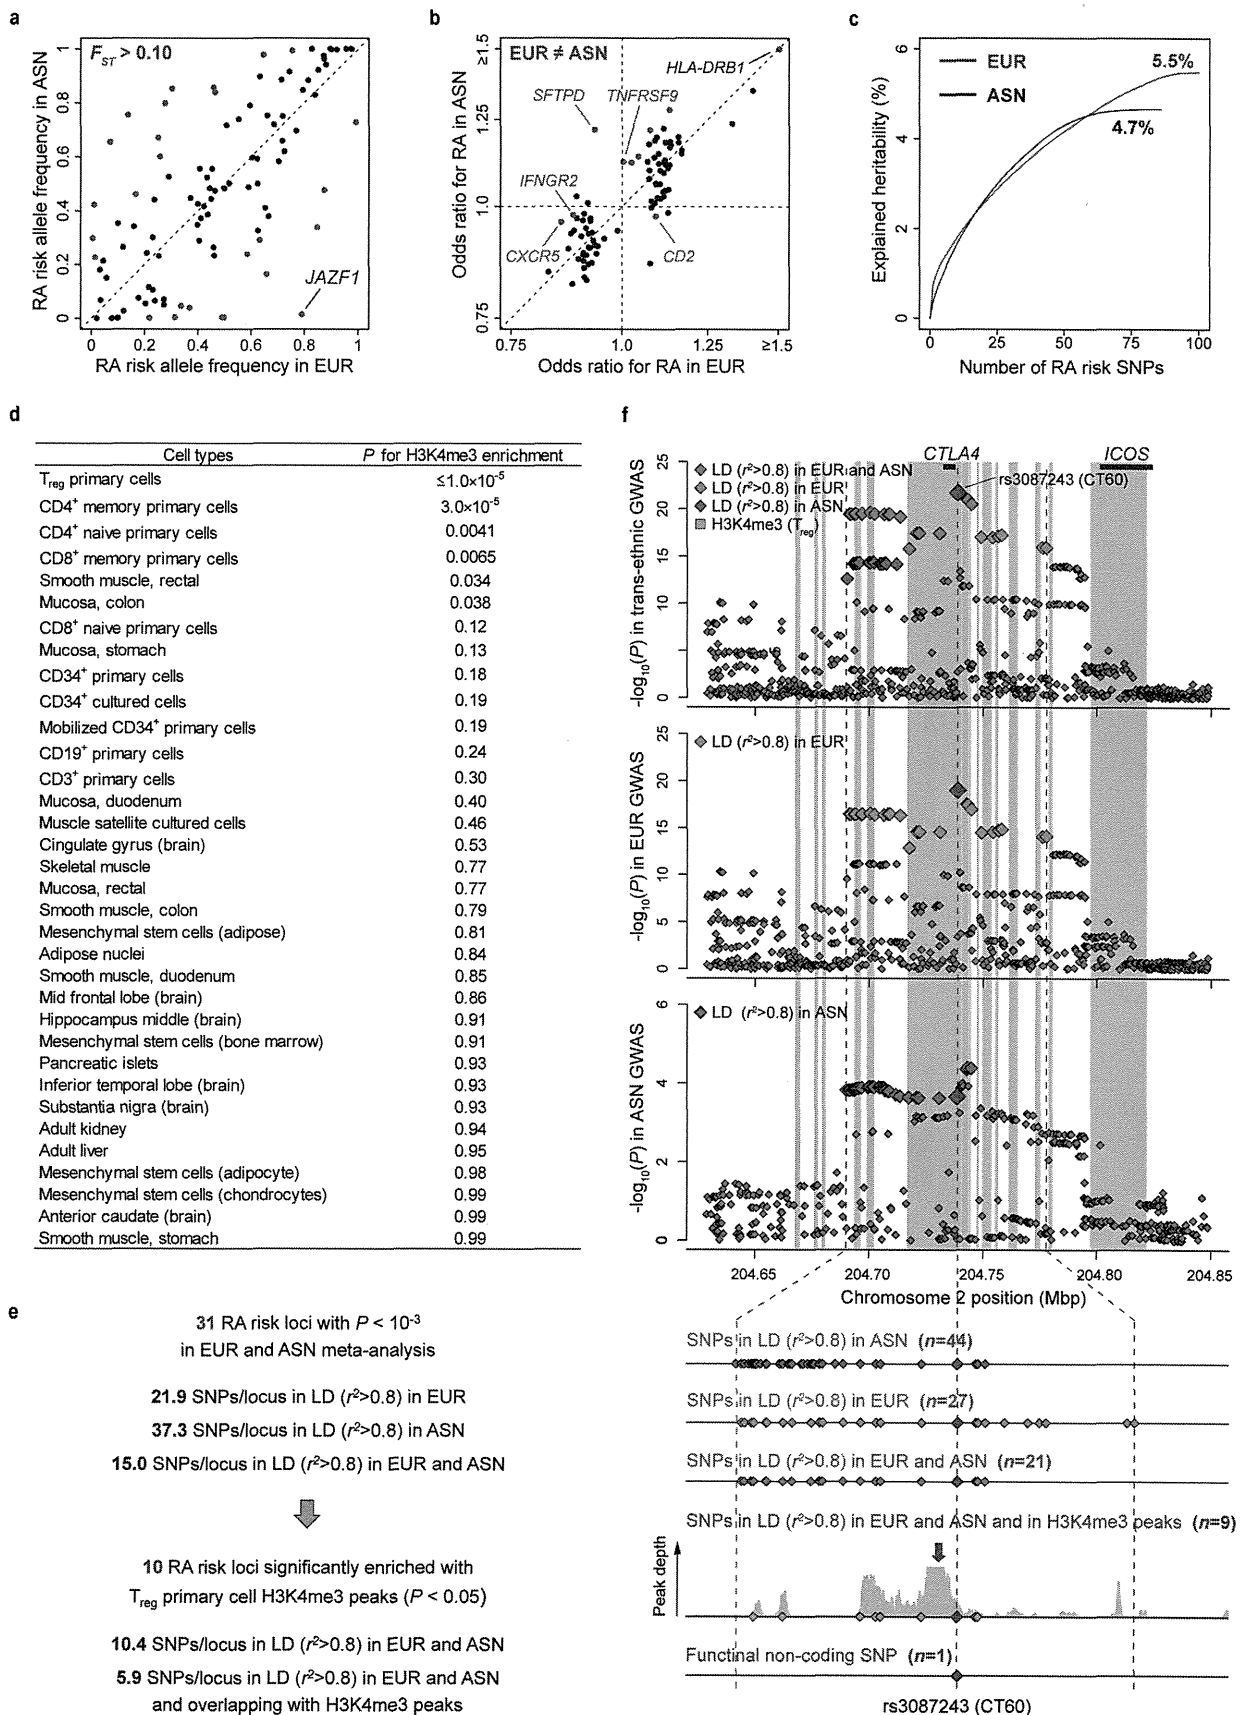 a
F_ST > 0.10
RA risk allele frequency in ASN
0 0.2 0.4 0.6 0.8 1
JAZF1
0 0.2 0.4 0.6 0.8 1
RA risk allele frequency in EUR
b
EUR ≠ ASN
Odds ratio for RA in ASN
0.75 1.0 1.25 ≥1.5
HLA-DRB1
SFTPD
TNFRSF9
IFNGR2
CXCR5
CD2
0.75 1.0 1.25 ≥1.5
Odds ratio for RA in EUR
c
Explained heritability (%)
0 2 4 6
EUR
ASN
5.5%
4.7%
0 25 50 75 100
Number of RA risk SNPs
d
Cell types P for H3K4me3 enrichment
T_reg primary cells ≤1.0×10⁻⁵
CD4⁺ memory primary cells 3.0×10⁻⁵
CD4⁺ naive primary cells 0.0041
CD8⁺ memory primary cells 0.0065
Smooth muscle, rectal 0.034
Mucosa, colon 0.038
CD8⁺ naive primary cells 0.12
Mucosa, stomach 0.13
CD34⁺ primary cells 0.18
CD34⁺ cultured cells 0.19
Mobilized CD34⁺ primary cells 0.19
CD19⁺ primary cells 0.24
CD3⁺ primary cells 0.30
Mucosa, duodenum 0.40
Muscle satellite cultured cells 0.46
Cingulate gyrus (brain) 0.53
Skeletal muscle 0.77
Mucosa, rectal 0.77
Smooth muscle, colon 0.79
Mesenchymal stem cells (adipose) 0.81
Adipose nuclei 0.84
Smooth muscle, duodenum 0.85
Mid frontal lobe (brain) 0.86
Hippocampus middle (brain) 0.91
Mesenchymal stem cells (bone marrow) 0.91
Pancreatic islets 0.93
Inferior temporal lobe (brain) 0.93
Substantia nigra (brain) 0.93
Adult kidney 0.94
Adult liver 0.95
Mesenchymal stem cells (adipocyte) 0.98
Mesenchymal stem cells (chondrocytes) 0.99
Anterior caudate (brain) 0.99
Smooth muscle, stomach 0.99
e
31 RA risk loci with P < 10⁻³
in EUR and ASN meta-analysis
21.9 SNPs/locus in LD (r²>0.8) in EUR
37.3 SNPs/locus in LD (r²>0.8) in ASN
15.0 SNPs/locus in LD (r²>0.8) in EUR and ASN
10 RA risk loci significantly enriched with
T_reg primary cell H3K4me3 peaks (P < 0.05)
10.4 SNPs/locus in LD (r²>0.8) in EUR and ASN
5.9 SNPs/locus in LD (r²>0.8) in EUR and ASN
and overlapping with H3K4me3 peaks
f
CTLA4 ICOS
LD (r²>0.8) in EUR and ASN
LD (r²>0.8) in EUR
LD (r²>0.8) in ASN
H3K4me3 (T_reg)
rs3087243 (CT60)
-log₁₀(P) in trans-ethnic GWAS
0 10 15 20 25
LD (r²>0.8) in EUR
-log₁₀(P) in EUR GWAS
0 5 10 15 20 25
LD (r²>0.8) in ASN
-log₁₀(P) in ASN GWAS
0 2 4 6
204.65 204.70 204.75 204.80 204.85
Chromosome 2 position (Mbp)
SNPs in LD (r²>0.8) in ASN (n=44)
SNPs in LD (r²>0.8) in EUR (n=27)
SNPs in LD (r²>0.8) in EUR and ASN (n=21)
SNPs in LD (r²>0.8) in EUR and ASN and in H3K4me3 peaks (n=9)
Peak depth
Functinal non-coding SNP (n=1)
rs3087243 (CT60)